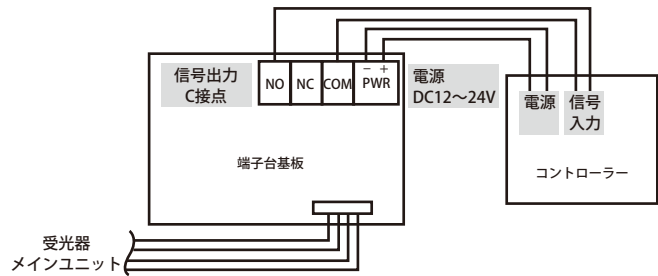 信号出力
C接点
NO NC COM − +
PWR
電源
DC12～24V
電源 信号
入力
端子台基板
コントローラー
受光器
メインユニット